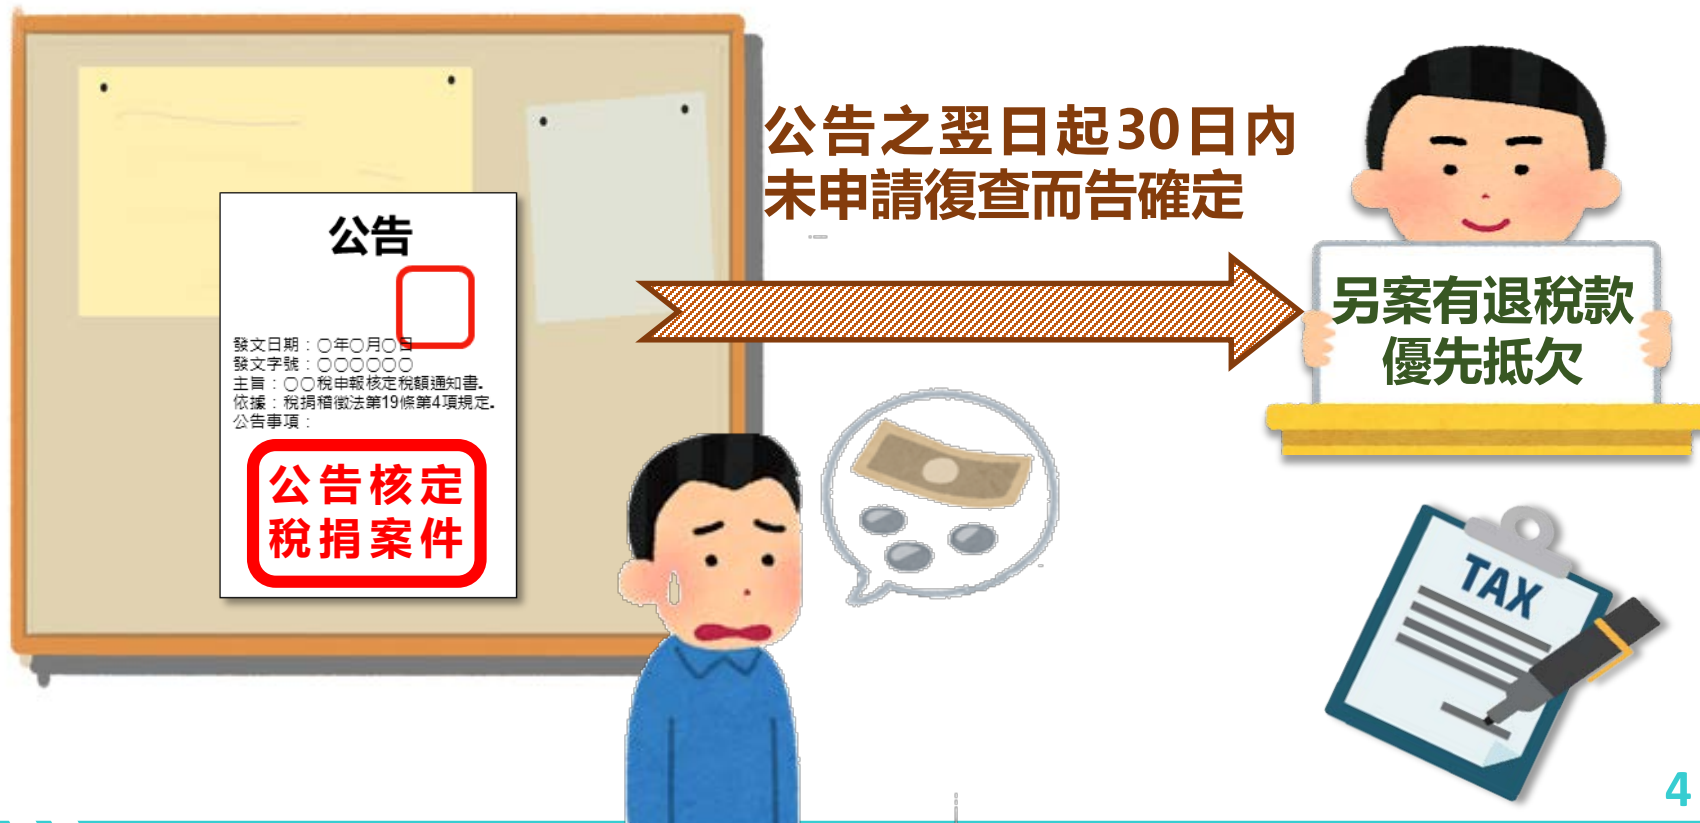 公告
發文日期：○年○月○日
發文字號：○○○○○○
主旨：○○稅申報核定稅額通知書。
依據：稅捐稽徵法第19條第4項規定。
公告事項：
公告核定
稅捐案件
公告之翌日起30日內
未申請復查而告確定
另案有退稅款
優先抵欠
TAX
4